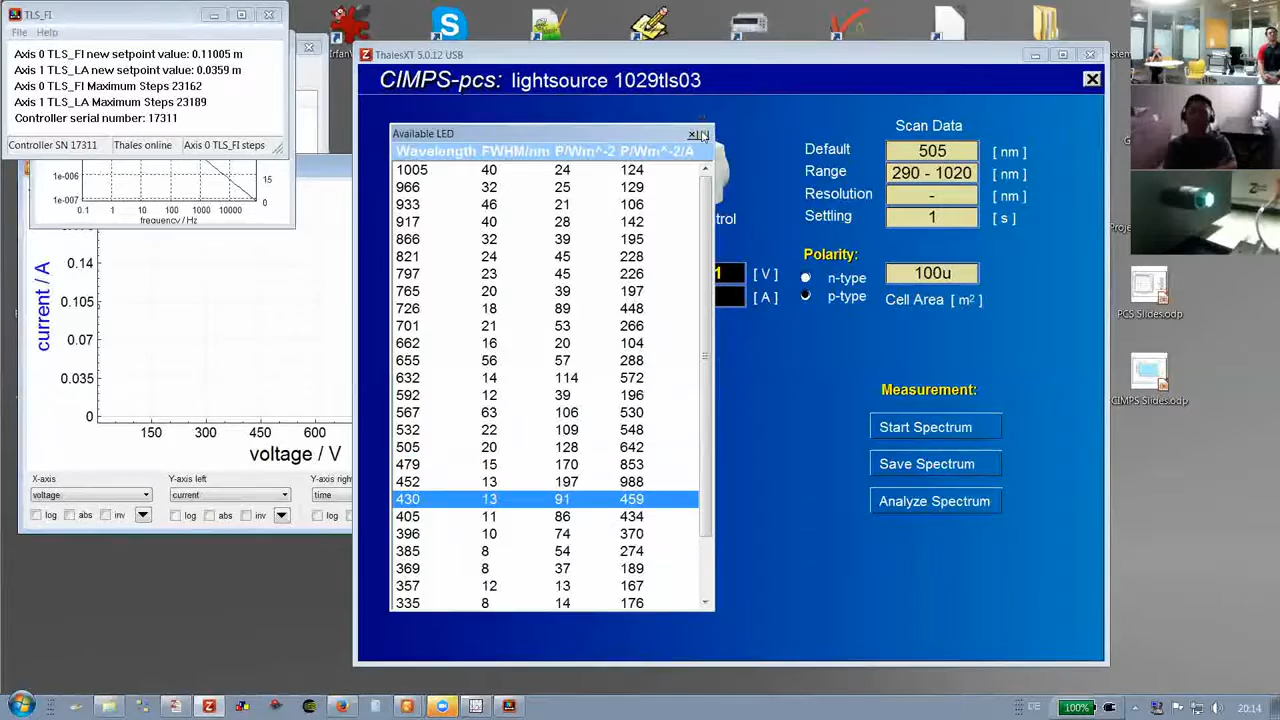 TLS_FI
File Help
Axis 0 TLS_FI new setpoint value: 0.11005 m
Axis 1 TLS_LA new setpoint value: 0.0359 m
Axis 0 TLS_FI Maximum Steps 23162
Axis 1 TLS_LA Maximum Steps 23189
Controller serial number: 17311
Controller SN 17311 Thales online Axis 0 TLS_FI steps
1e-006 15
1e-007 0
0.1 1 10 100 10000
frequency / Hz
current / A
0.14
0.105
0.07
0.035
0
150 300 450 600
voltage / V
X-axis Y-axis left Y-axis right
voltage current time
log abs inv log abs inv log
ThalesXT 5.0.12 USB
CIMPS-pcs: lightsource 1029tls03
Available LED
Wavelength FWHM/nm P/Wm^-2 P/Wm^-2/A
1005 40 24 124
966 32 25 129
933 46 21 106
917 40 28 142
866 32 39 195
821 24 45 228
797 23 45 226
765 20 39 197
726 18 89 448
701 21 53 266
662 16 20 104
655 56 57 288
632 14 114 572
592 12 39 196
567 63 106 530
532 22 109 548
505 20 128 642
479 15 170 853
452 13 197 988
430 13 91 459
405 11 86 434
396 10 74 370
385 8 54 274
369 8 37 189
357 12 13 167
335 8 14 176
trol
1 [ V ]
[ A ]
Scan Data
Default 505 [ nm ]
Range 290 - 1020 [ nm ]
Resolution - [ nm ]
Settling 1 [ s ]
Polarity:
n-type 100u
p-type Cell Area [ m² ]
Measurement:
Start Spectrum
Save Spectrum
Analyze Spectrum
PCS Slides.odp
CIMPS Slides.odp
100%
DE
20:14